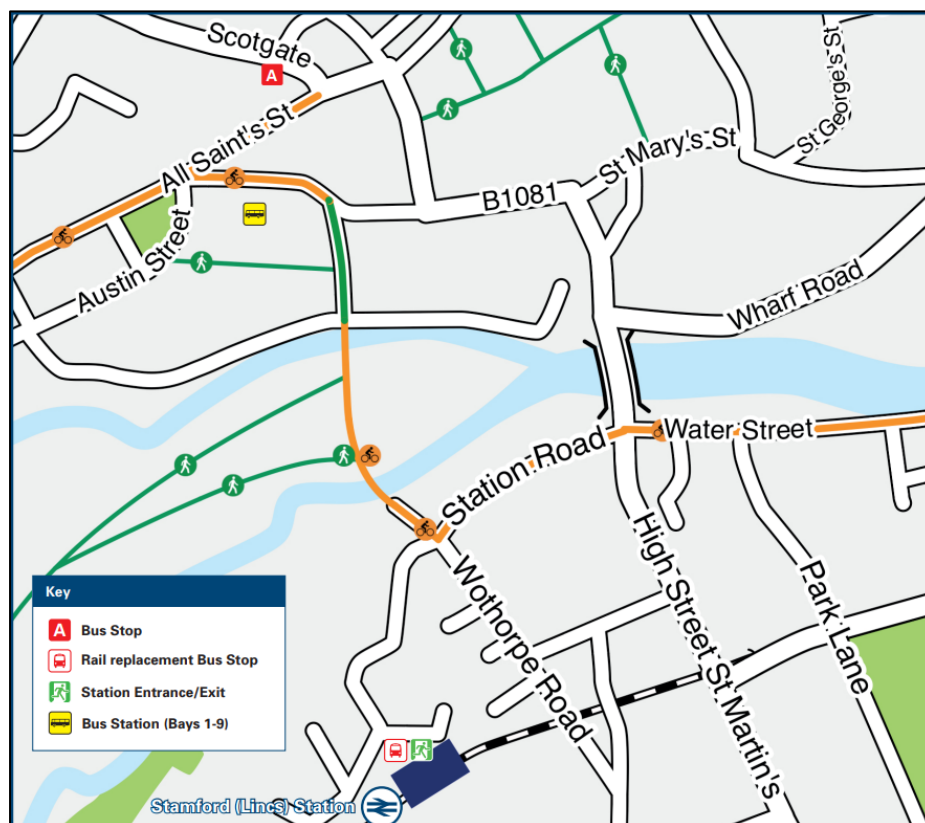 Scotgate
A
All Saint's St
St George's St
St Mary's St
B1081
Austin Street
Wharf Road
Water Street
Station Road
High Street St Martin's
Wothorpe Road
Park Lane
Key
A Bus Stop
Rail replacement Bus Stop
Station Entrance/Exit
Bus Station (Bays 1-9)
Stamford (Lincs) Station